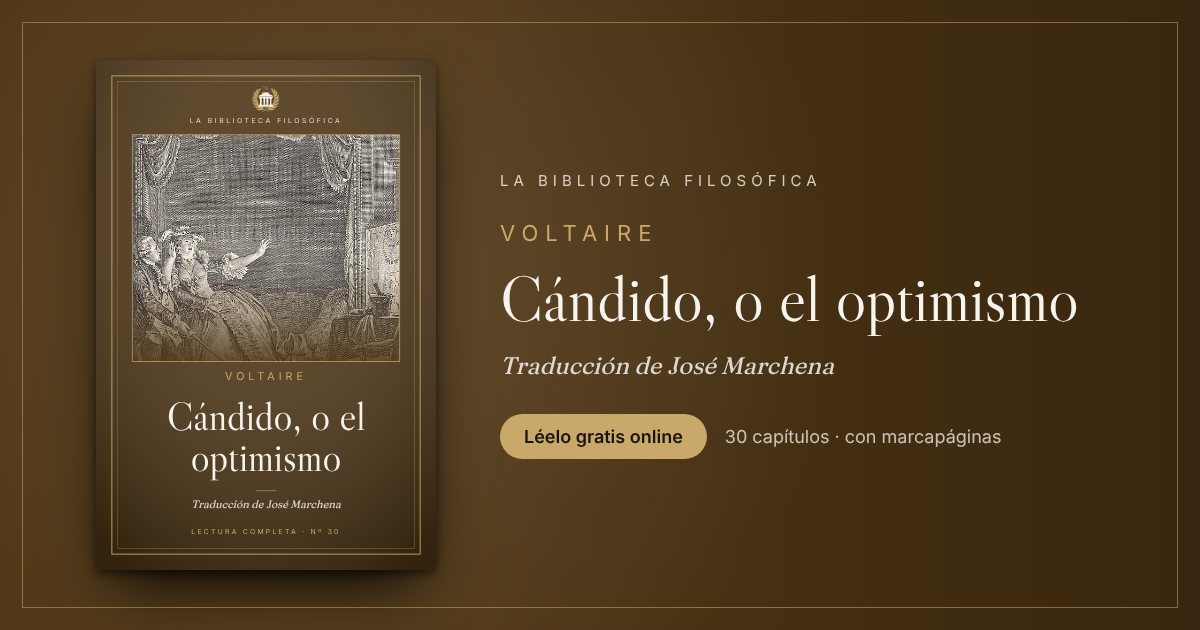 LA BIBLIOTECA FILOSÓFICA
VOLTAIRE
Cándido, o el
optimismo
Traducción de José Marchena
LECTURA COMPLETA · Nº 30
LA BIBLIOTECA FILOSÓFICA
VOLTAIRE
Cándido, o el optimismo
Traducción de José Marchena
Léelo gratis online
30 capítulos · con marcapáginas